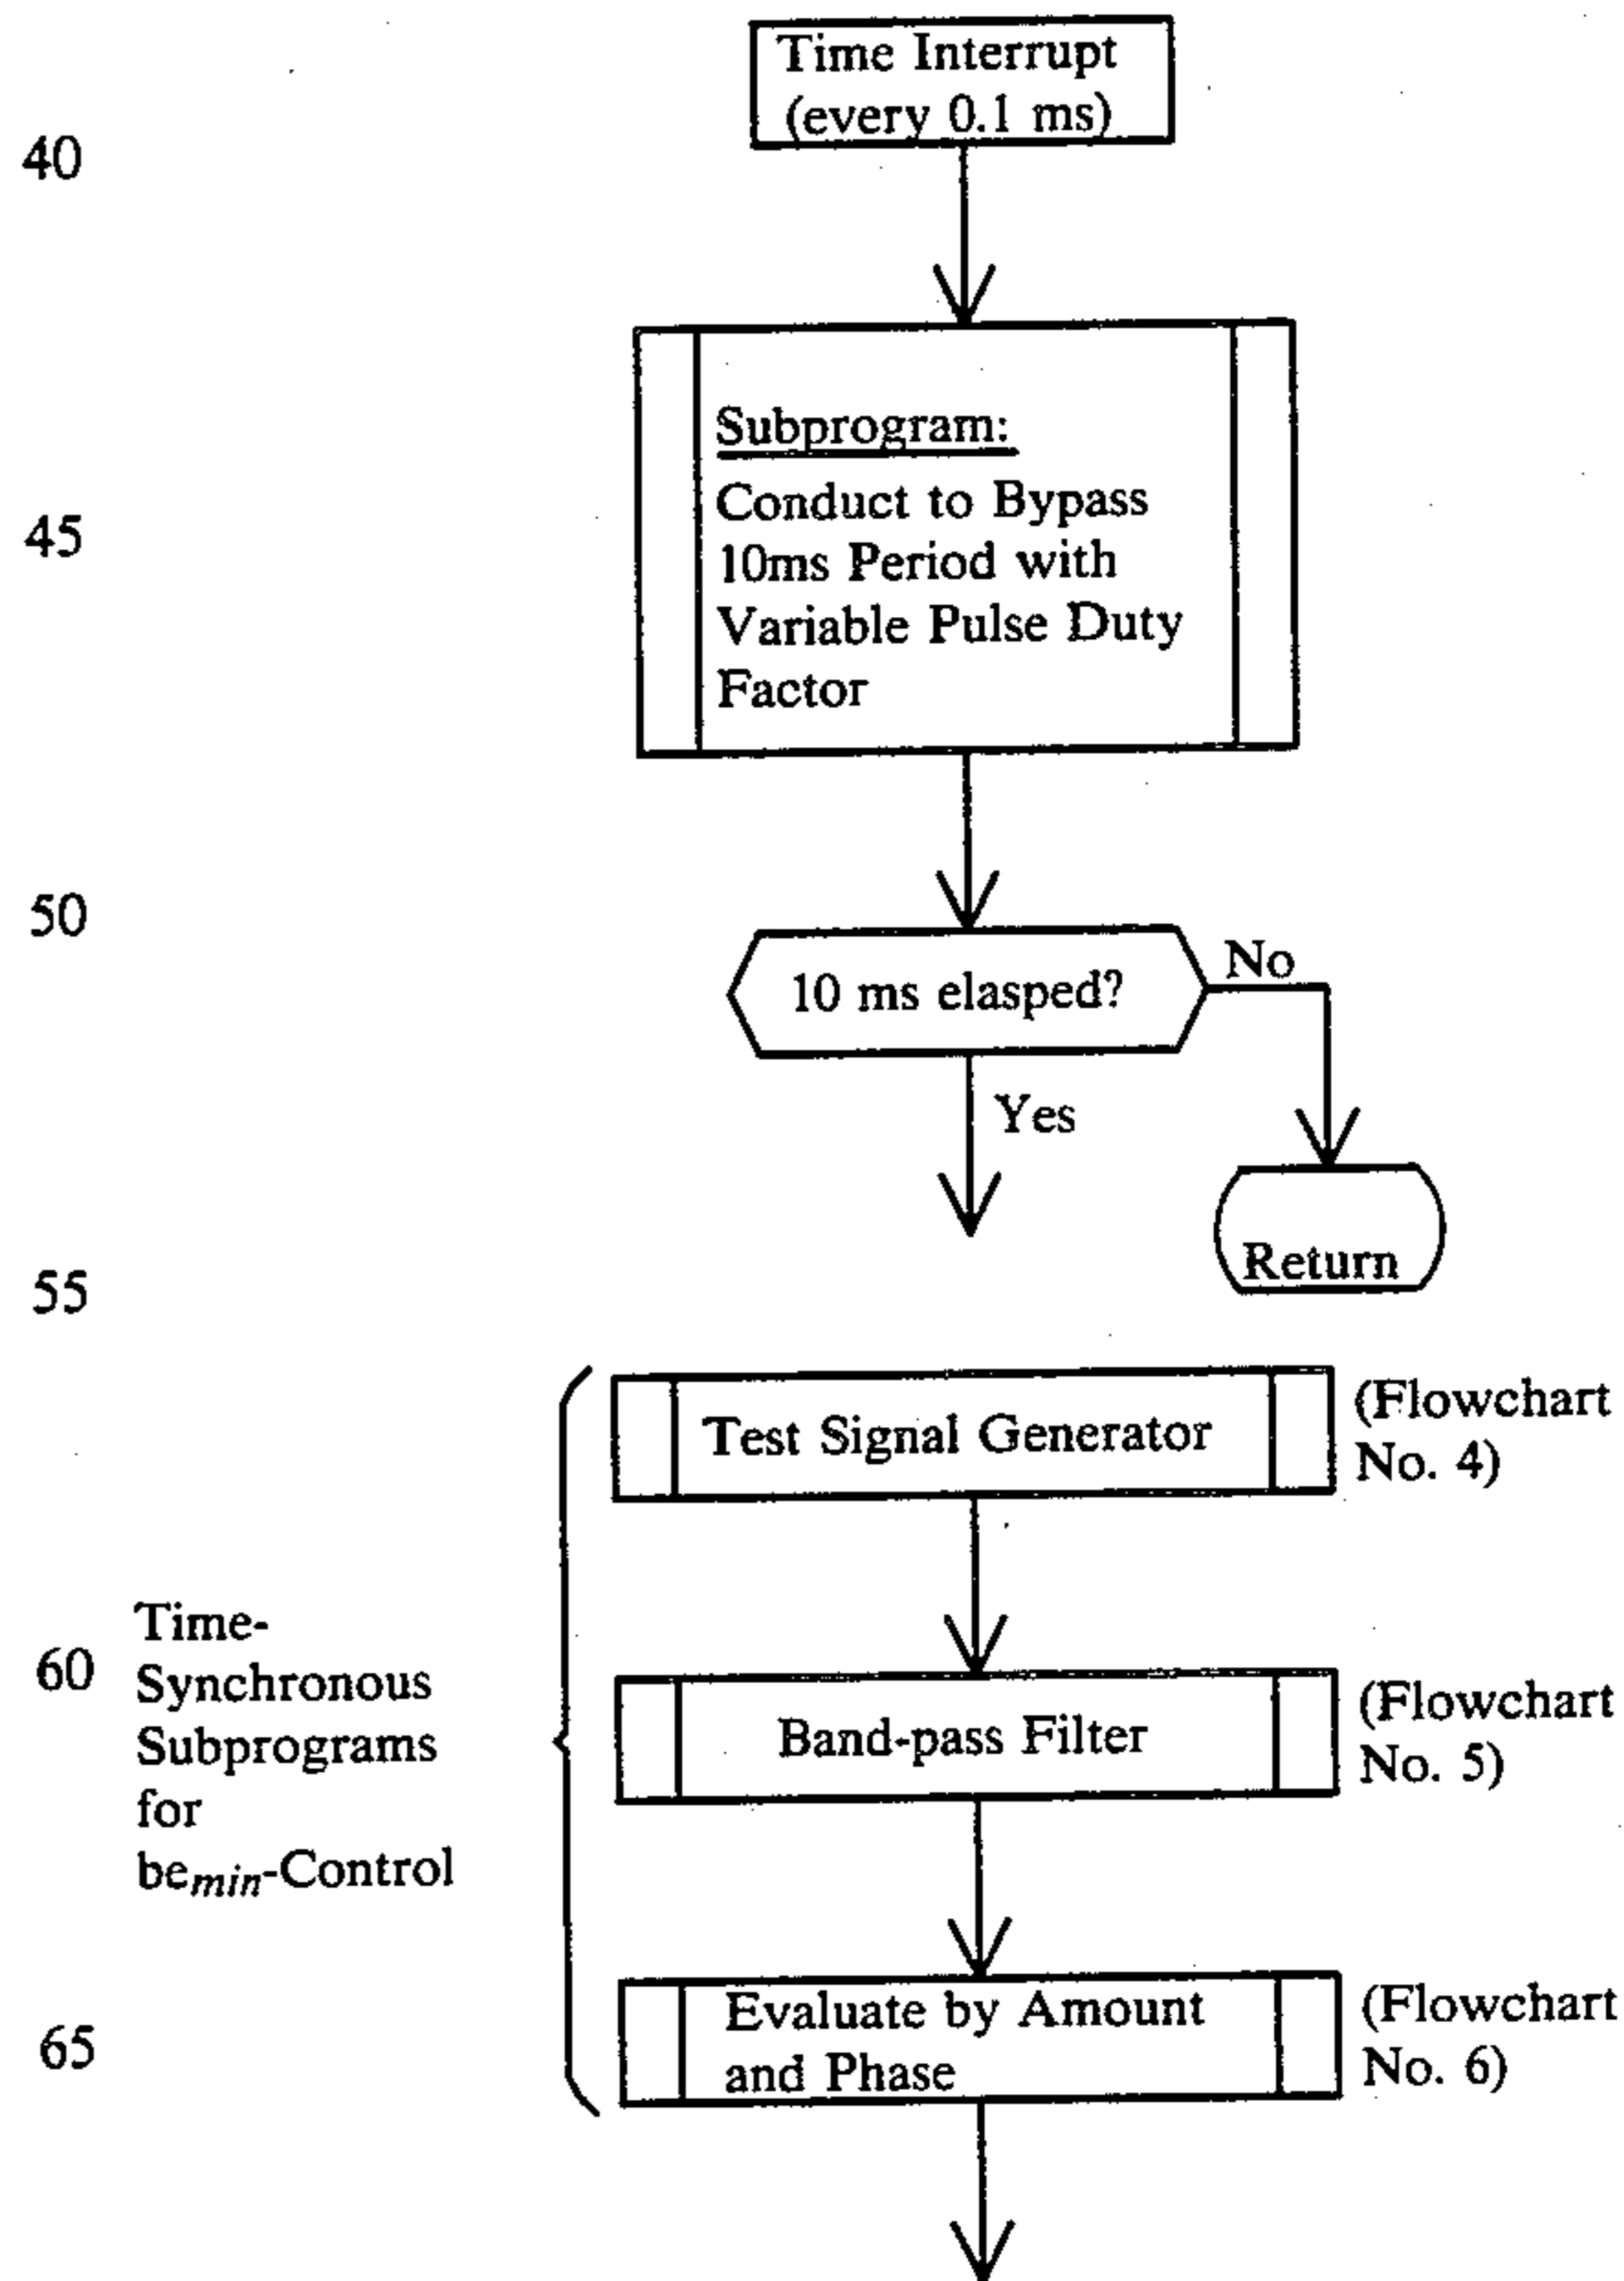 Time Interrupt
(every 0.1 ms)
40
Subprogram:
Conduct to Bypass
45
10ms Period with
Variable Pulse Duty
Factor
50
No
10 ms elasped?
Yes
Return
55
Test Signal Generator
(Flowchart
No. 4)
Time-
60
Synchronous
Subprograms
for
be_min-Control
Band-pass Filter
(Flowchart
No. 5)
Evaluate by Amount
and Phase
(Flowchart
No. 6)
65